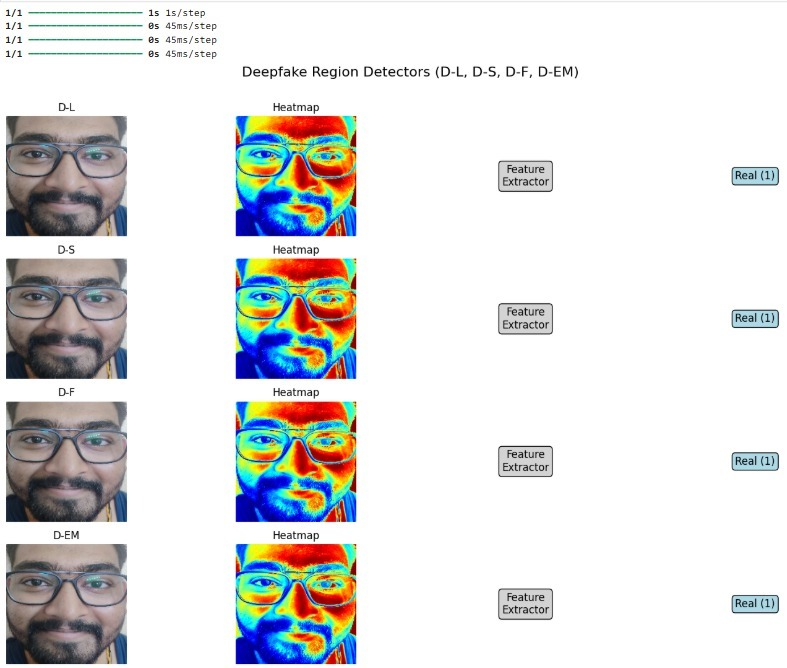 1/1 ━━━━━━━━━━━━━━━━━━━━ 1s 1s/step
1/1 ━━━━━━━━━━━━━━━━━━━━ 0s 45ms/step
1/1 ━━━━━━━━━━━━━━━━━━━━ 0s 45ms/step
1/1 ━━━━━━━━━━━━━━━━━━━━ 0s 45ms/step
Deepfake Region Detectors (D-L, D-S, D-F, D-EM)
D-L
Heatmap
Feature
Extractor
Real (1)
D-S
Heatmap
Feature
Extractor
Real (1)
D-F
Heatmap
Feature
Extractor
Real (1)
D-EM
Heatmap
Feature
Extractor
Real (1)